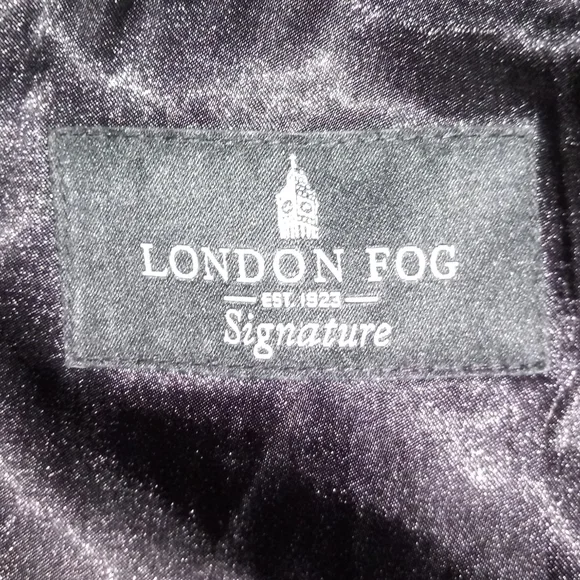 LONDON FOG
EST. 1923
Signature